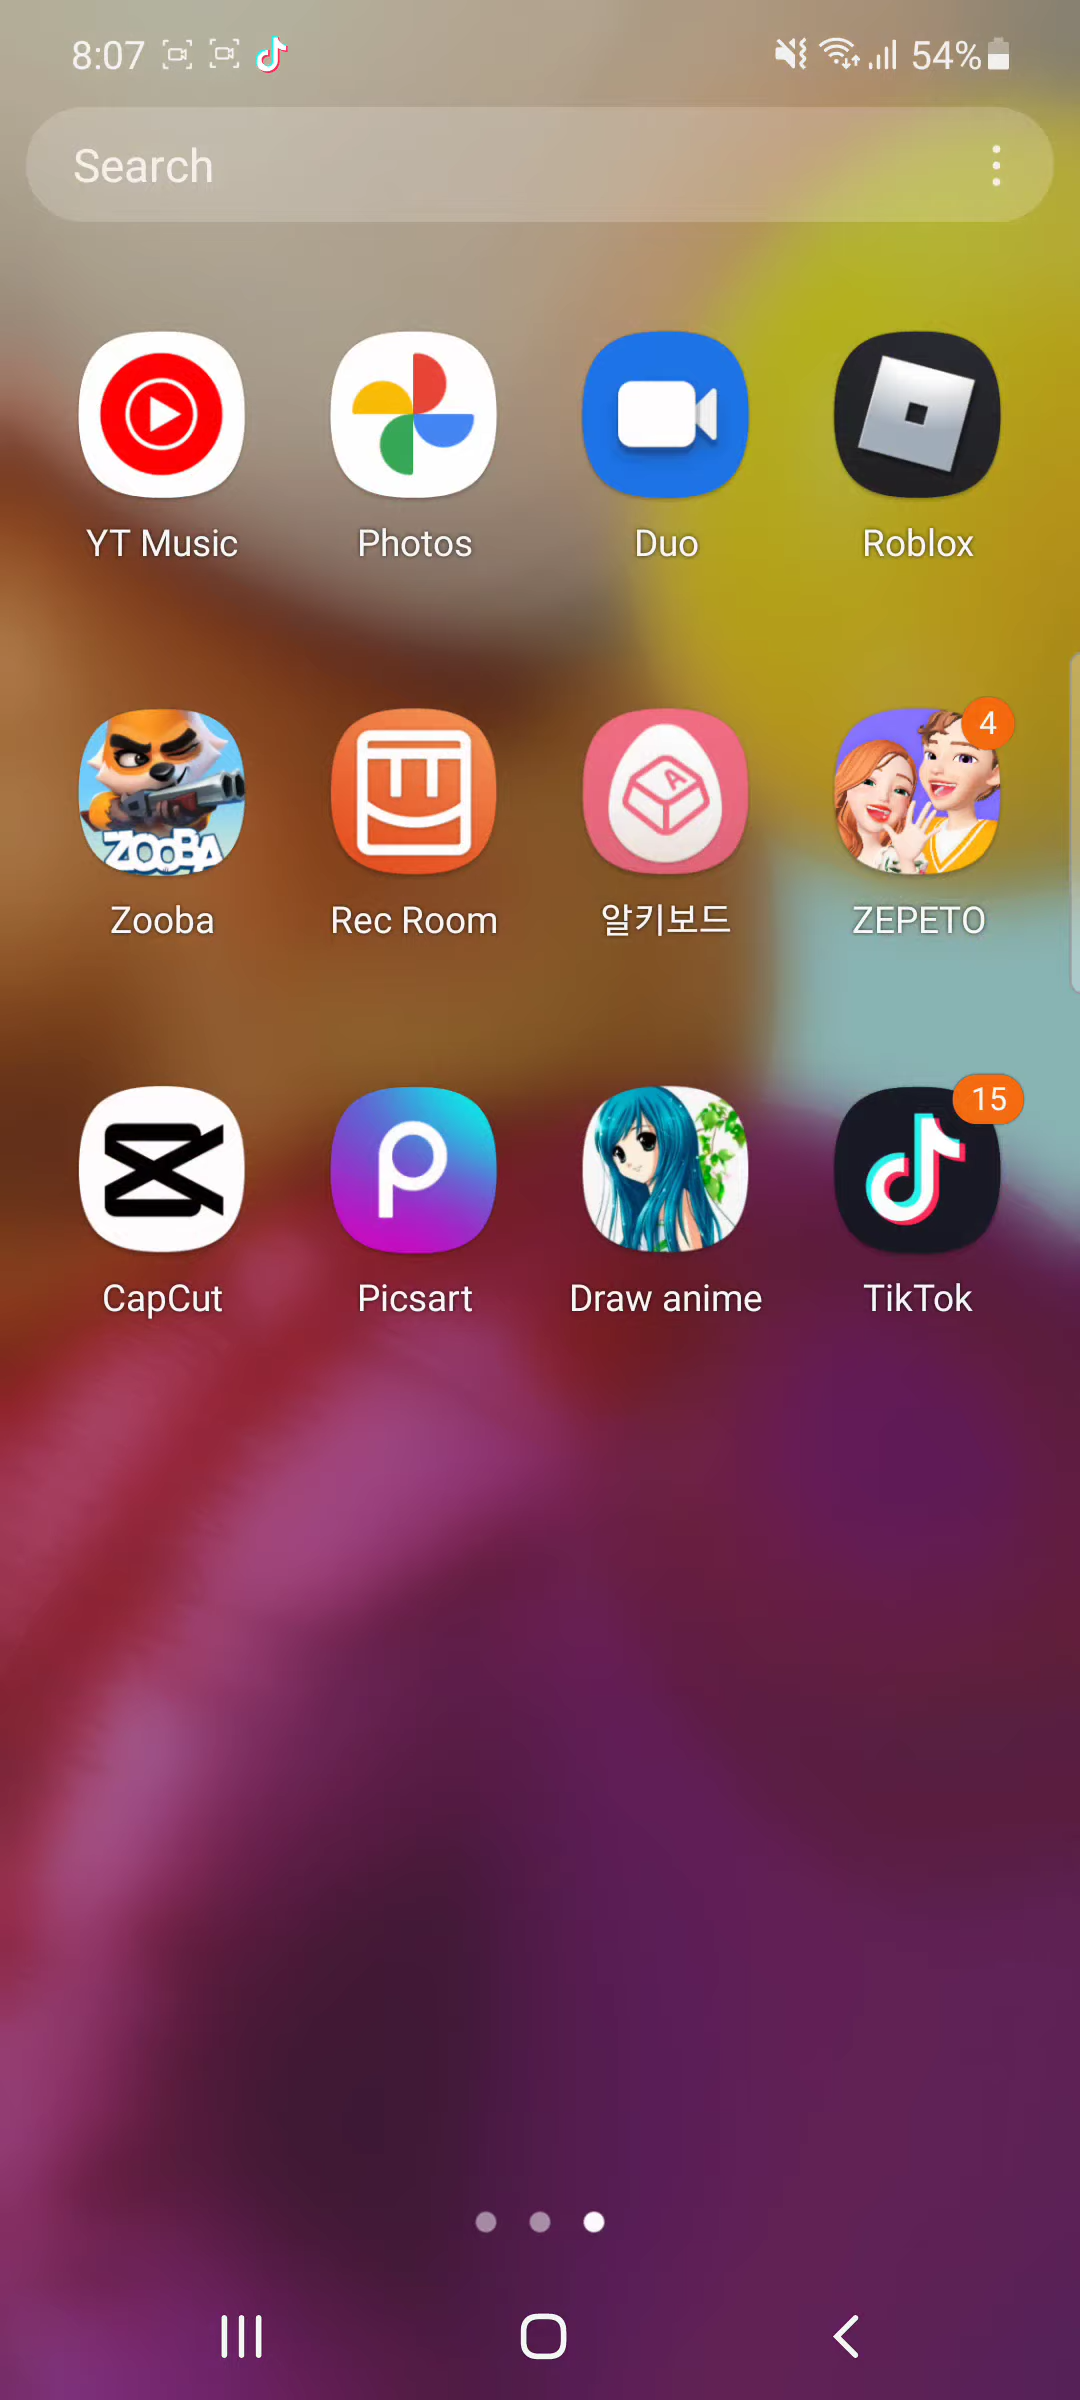 8:07 54%
Search
YT Music Photos Duo Roblox
ZOOBA A 4
Zooba Rec Room 알키보드 ZEPETO
15
CapCut Picsart Draw anime TikTok